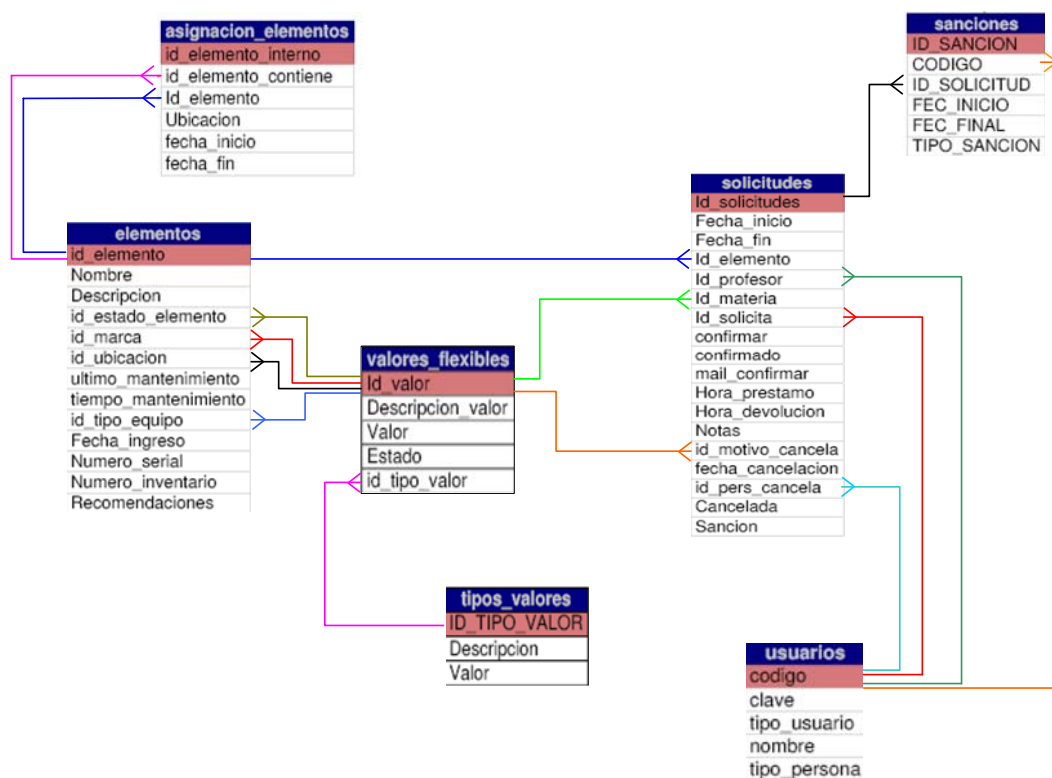 asignacion_elementos
id_elemento_interno
id_elemento_contiene
Id_elemento
Ubicacion
fecha_inicio
fecha_fin
sanciones
ID_SANCION
CODIGO
ID_SOLICITUD
FEC_INICIO
FEC_FINAL
TIPO_SANCION
solicitudes
Id_solicitudes
Fecha_inicio
Fecha_fin
Id_elemento
Id_profesor
Id_materia
Id_solicita
confirmar
confirmado
mail_confirmar
Hora_prestamo
Hora_devolucion
Notas
id_motivo_cancela
fecha_cancelacion
id_pers_cancela
Cancelada
Sancion
elementos
id_elemento
Nombre
Descripcion
id_estado_elemento
id_marca
id_ubicacion
ultimo_mantenimiento
tiempo_mantenimiento
id_tipo_equipo
Fecha_ingreso
Numero_serial
Numero_inventario
Recomendaciones
valores_flexibles
Id_valor
Descripcion_valor
Valor
Estado
id_tipo_valor
tipos_valores
ID_TIPO_VALOR
Descripcion
Valor
usuarios
codigo
clave
tipo_usuario
nombre
tipo_persona